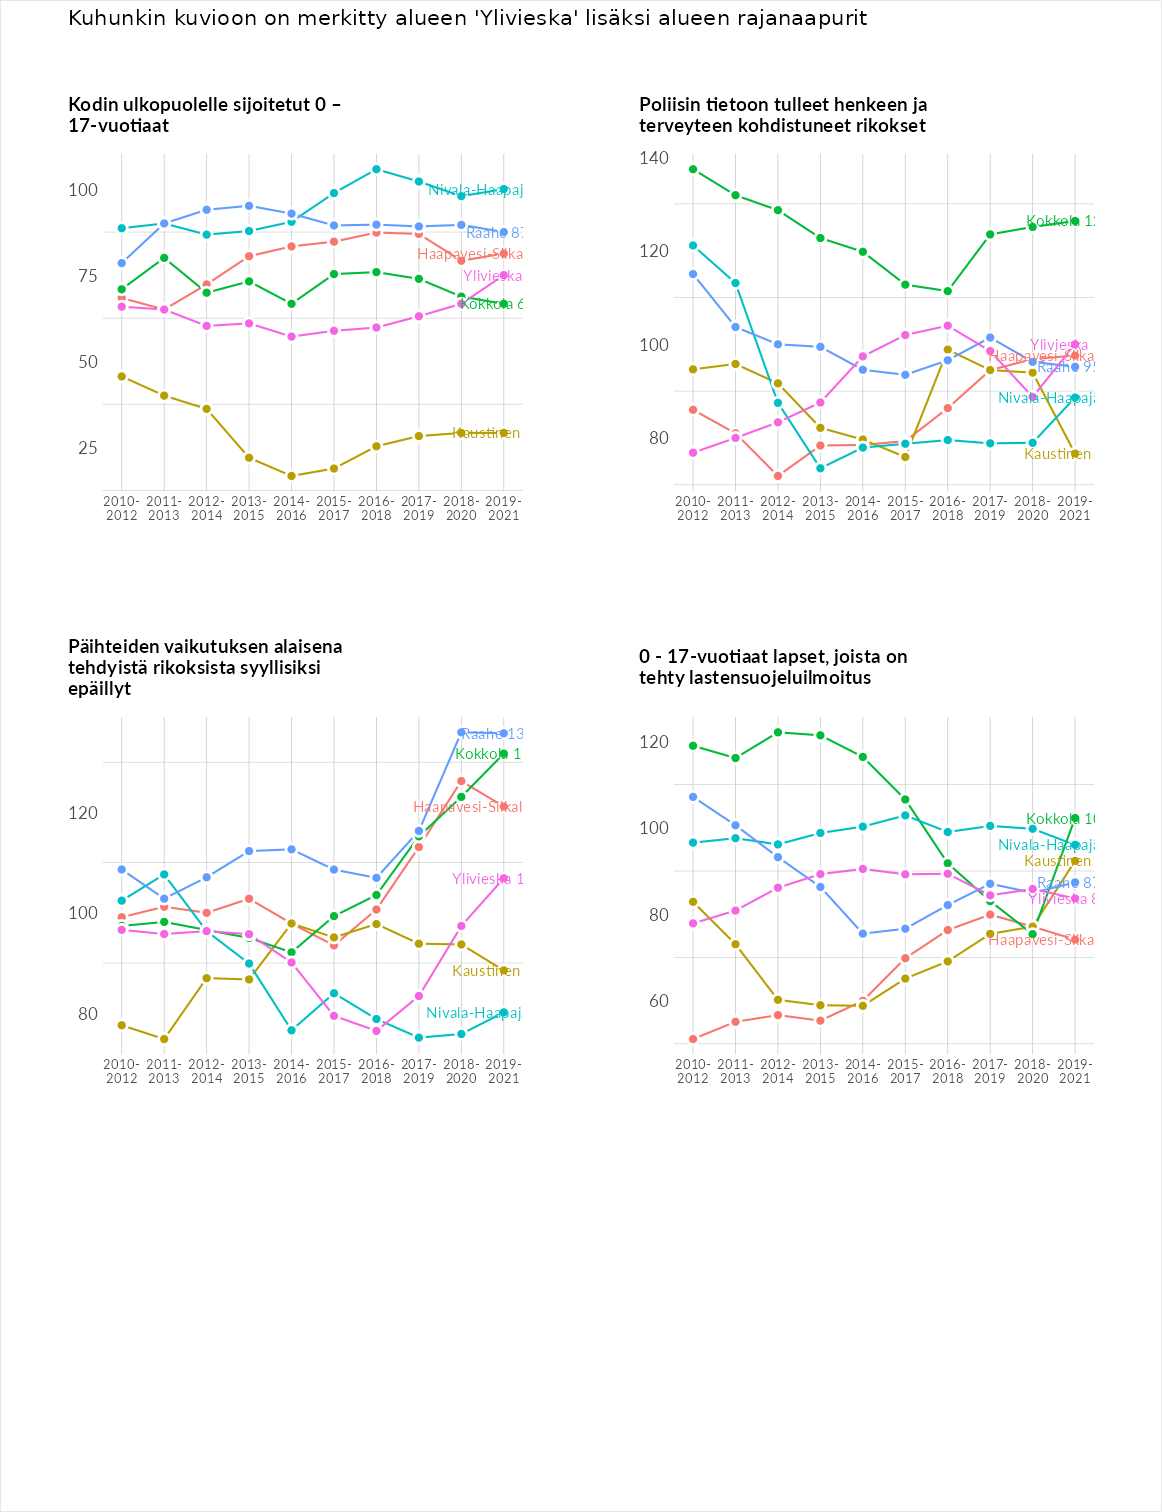 Kuhunkin kuvioon on merkitty alueen 'Ylivieska' lisäksi alueen rajanaapurit
Kodin ulkopuolelle sijoitetut 0 –
17-vuotiaat
100
75
50
25
Nivala-Haapaj
Raahe 87
Haapavesi-Siika
Ylivieska
Kokkola 6
Kaustinen
2010- 2011- 2012- 2013- 2014- 2015- 2016- 2017- 2018- 2019-
2012 2013 2014 2015 2016 2017 2018 2019 2020 2021
Poliisin tietoon tulleet henkeen ja
terveyteen kohdistuneet rikokset
140
120
100
80
Kokkola 12
Ylivieska
Haapavesi-Siika
Raahe 95
Nivala-Haapaja
Kaustinen
2010- 2011- 2012- 2013- 2014- 2015- 2016- 2017- 2018- 2019-
2012 2013 2014 2015 2016 2017 2018 2019 2020 2021
Päihteiden vaikutuksen alaisena
tehdyistä rikoksista syyllisiksi
epäillyt
120
100
80
Raahe 13
Kokkola 1
Haapavesi-Siikal
Ylivieska 1
Kaustinen
Nivala-Haapaj
2010- 2011- 2012- 2013- 2014- 2015- 2016- 2017- 2018- 2019-
2012 2013 2014 2015 2016 2017 2018 2019 2020 2021
0 - 17-vuotiaat lapset, joista on
tehty lastensuojeluilmoitus
120
100
80
60
Kokkola 10
Nivala-Haapaja
Kaustinen
Raahe 87
Ylivieska 8
Haapavesi-Siika
2010- 2011- 2012- 2013- 2014- 2015- 2016- 2017- 2018- 2019-
2012 2013 2014 2015 2016 2017 2018 2019 2020 2021